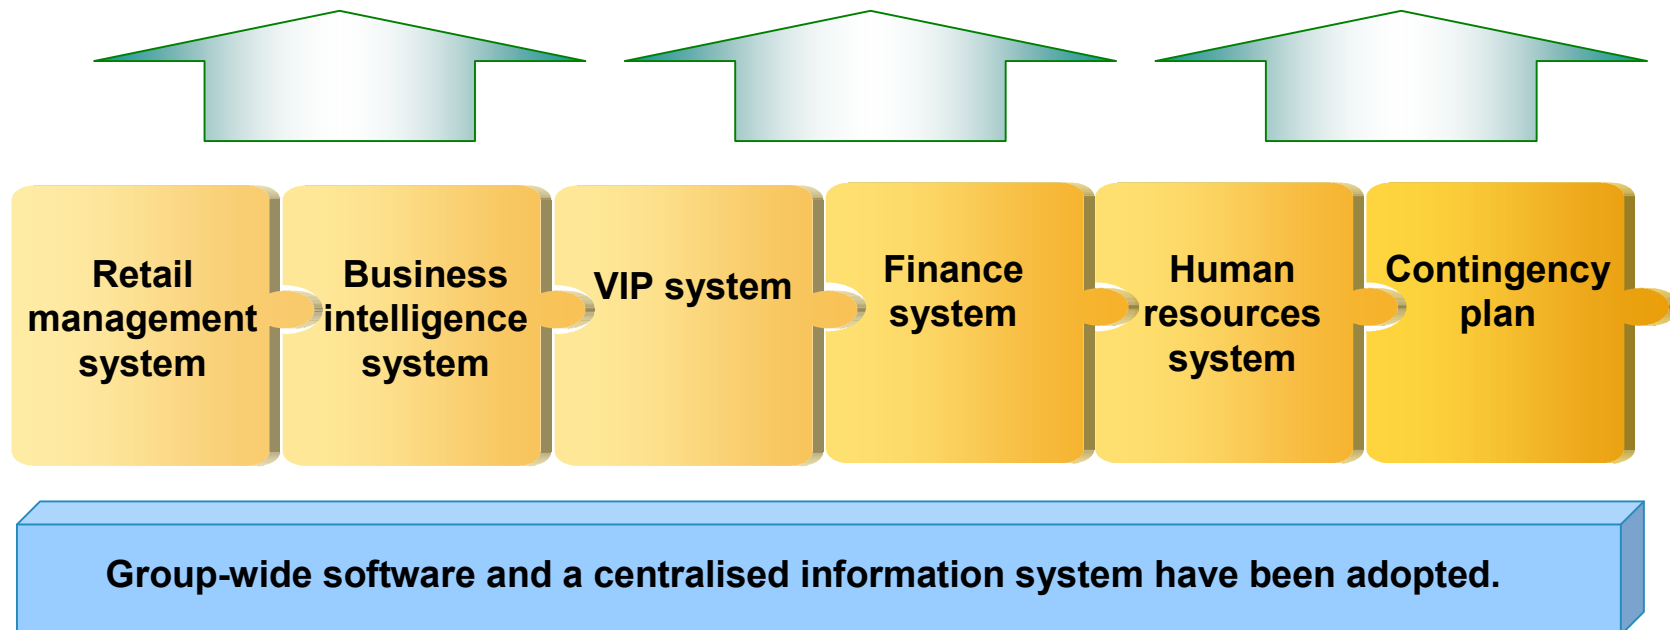 Retail
management
system
Business
intelligence
system
VIP system
Finance
system
Human
resources
system
Contingency
plan
Group-wide software and a centralised information system have been adopted.